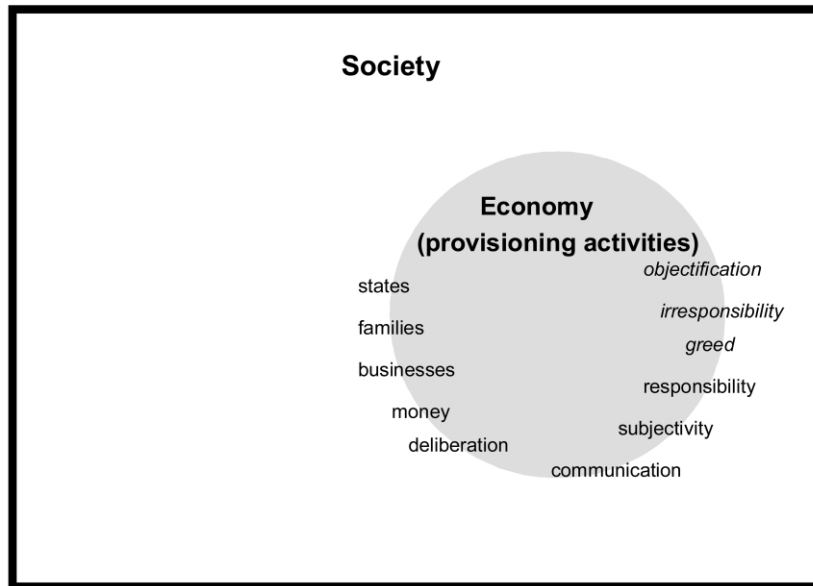 Society
Economy
(provisioning activities)
objectification
states
irresponsibility
families
greed
businesses
responsibility
money
subjectivity
deliberation
communication